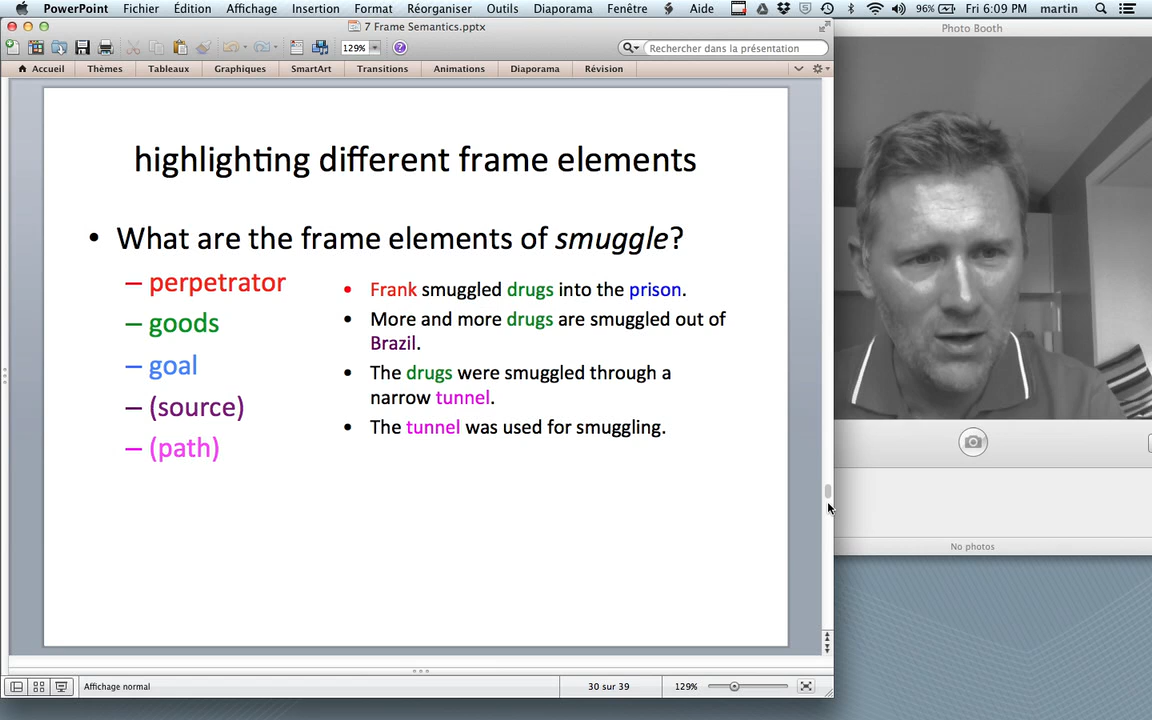 PowerPoint Fichier Édition Affichage Insertion Format Réorganiser Outils Diaporama Fenêtre Aide 96% Fri 6:09 PM martin
7 Frame Semantics.pptx
Photo Booth
129% Rechercher dans la présentation
Accueil Thèmes Tableaux Graphiques SmartArt Transitions Animations Diaporama Révision
highlighting different frame elements
• What are the frame elements of smuggle?
– perpetrator
– goods
– goal
– (source)
– (path)
• Frank smuggled drugs into the prison.
• More and more drugs are smuggled out of
Brazil.
• The drugs were smuggled through a
narrow tunnel.
• The tunnel was used for smuggling.
No photos
Affichage normal 30 sur 39 129%